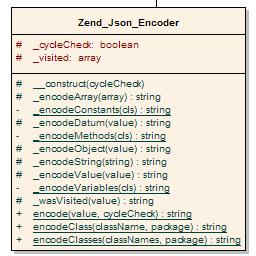 Zend_Json_Encoder
# _cycleCheck: boolean
# _visited: array
# __construct(cycleCheck)
# _encodeArray(array) : string
- _encodeConstants(cls) : string
# _encodeDatum(value) : string
- _encodeMethods(cls) : string
# _encodeObject(value) : string
# _encodeString(string) : string
# _encodeValue(value) : string
- _encodeVariables(cls) : string
# _wasVisited(value) : string
+ encode(value, cycleCheck) : string
+ encodeClass(className, package) : string
+ encodeClasses(classNames, package) : string